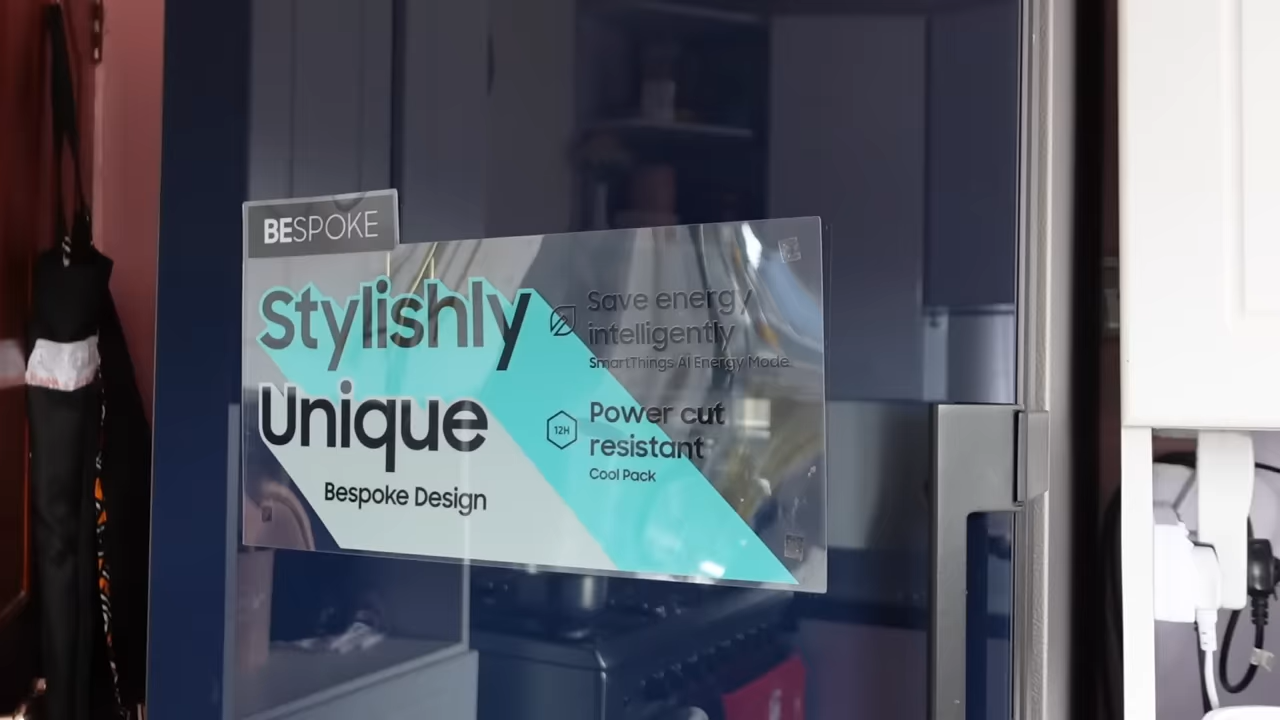 BESPOKE
Stylishly
Unique
Bespoke Design
Save energy
intelligently
SmartThings AI Energy Mode
12H
Power cut
resistant
Cool Pack